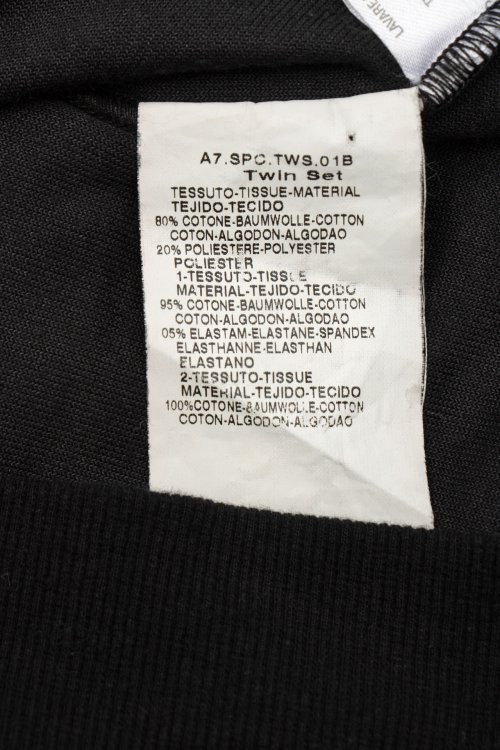 LAVARE
A7.SPC.TWS.01B
Twin Set
TESSUTO-TISSUE-MATERIAL
TEJIDO-TECIDO
80% COTONE-BAUMWOLLE-COTTON
COTON-ALGODON-ALGODAO
20% POLIESTERE-POLYESTER
POLIESTER
1-TESSUTO-TISSUE
MATERIAL-TEJIDO-TECIDO
95% COTONE-BAUMWOLLE-COTTON
COTON-ALGODON-ALGODAO
05% ELASTAM-ELASTANE-SPANDEX
ELASTHANNE-ELASTHAN
ELASTANO
2-TESSUTO-TISSUE
MATERIAL-TEJIDO-TECIDO
100%COTONE-BAUMWOLLE-COTTON
COTON-ALGODON-ALGODAO